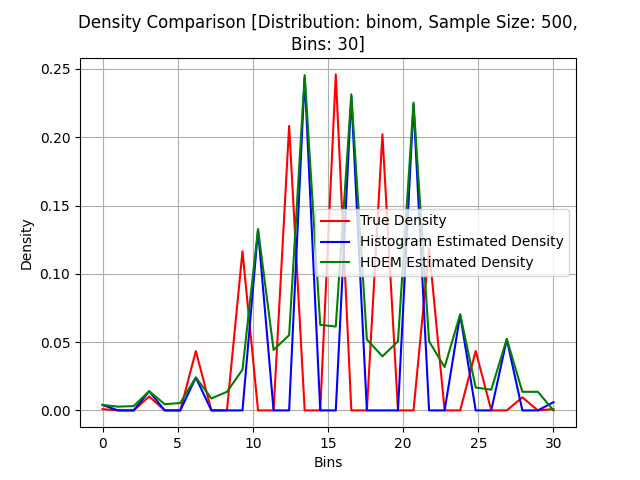 Density Comparison [Distribution: binom, Sample Size: 500,
Bins: 30]
0.25
0.20
0.15
0.10
0.05
0.00
Density
True Density
Histogram Estimated Density
HDEM Estimated Density
0 5 10 15 20 25 30
Bins